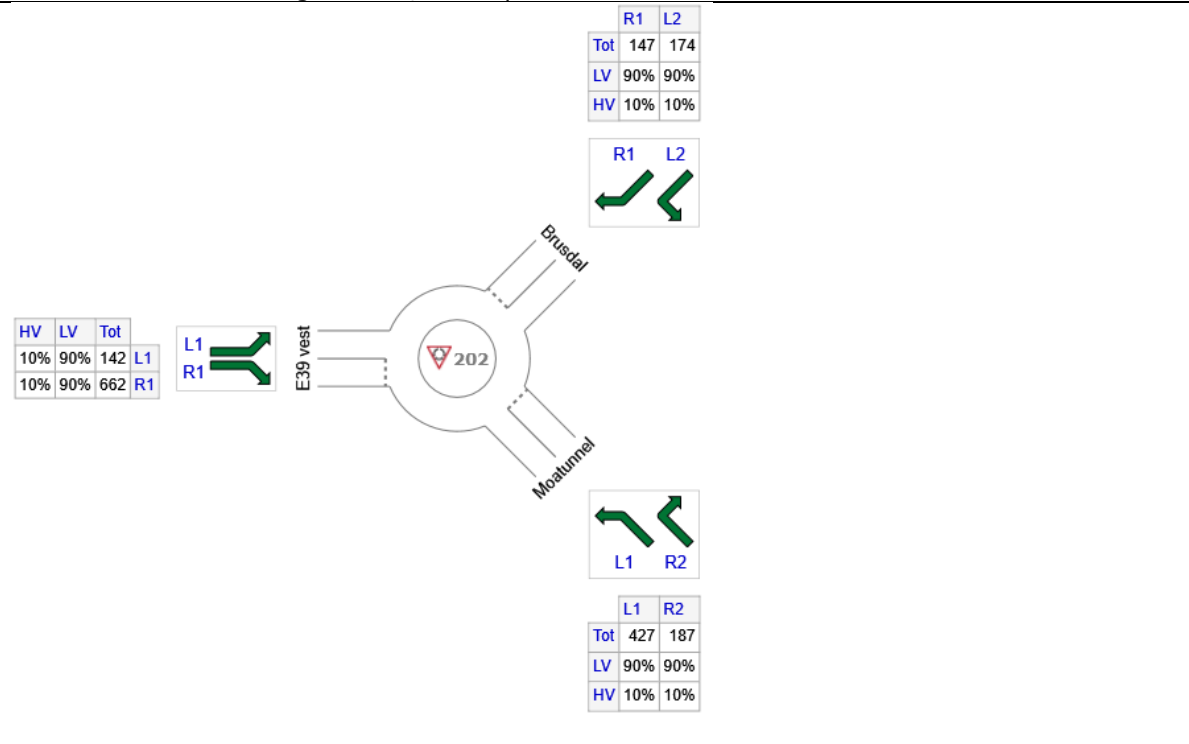 R1 L2
Tot 147 174
LV 90% 90%
HV 10% 10%
R1 L2
Brusdal
HV LV Tot
10% 90% 142 L1
10% 90% 662 R1
L1
R1
E39 vest
202
Moatunnel
L1 R2
L1 R2
Tot 427 187
LV 90% 90%
HV 10% 10%